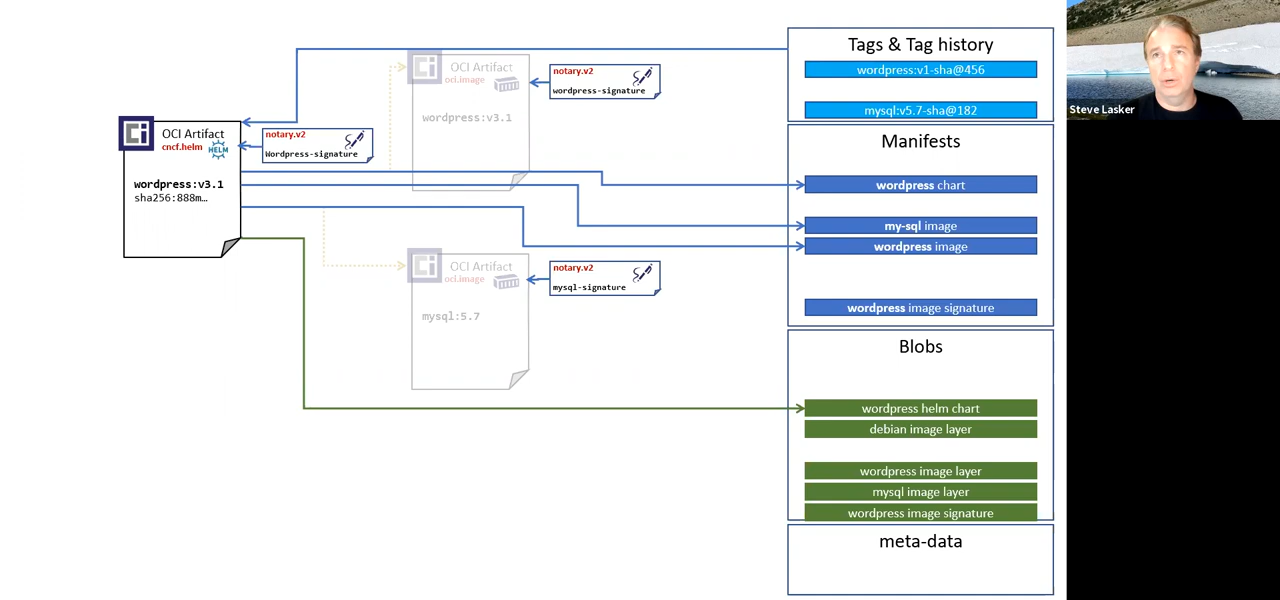 Tags & Tag history
wordpress:v1-sha@456
mysql:v5.7-sha@182
Steve Lasker
Ci
OCI Artifact
oci.image
wordpress:v3.1
notary.v2
wordpress-signature
Ci
OCI Artifact
cncf.helm
HELM
wordpress:v3.1
sha256:888m...
notary.v2
Wordpress-signature
Manifests
wordpress chart
my-sql image
wordpress image
wordpress image signature
Ci
OCI Artifact
oci.image
mysql:5.7
notary.v2
mysql-signature
Blobs
wordpress helm chart
debian image layer
wordpress image layer
mysql image layer
wordpress image signature
meta-data